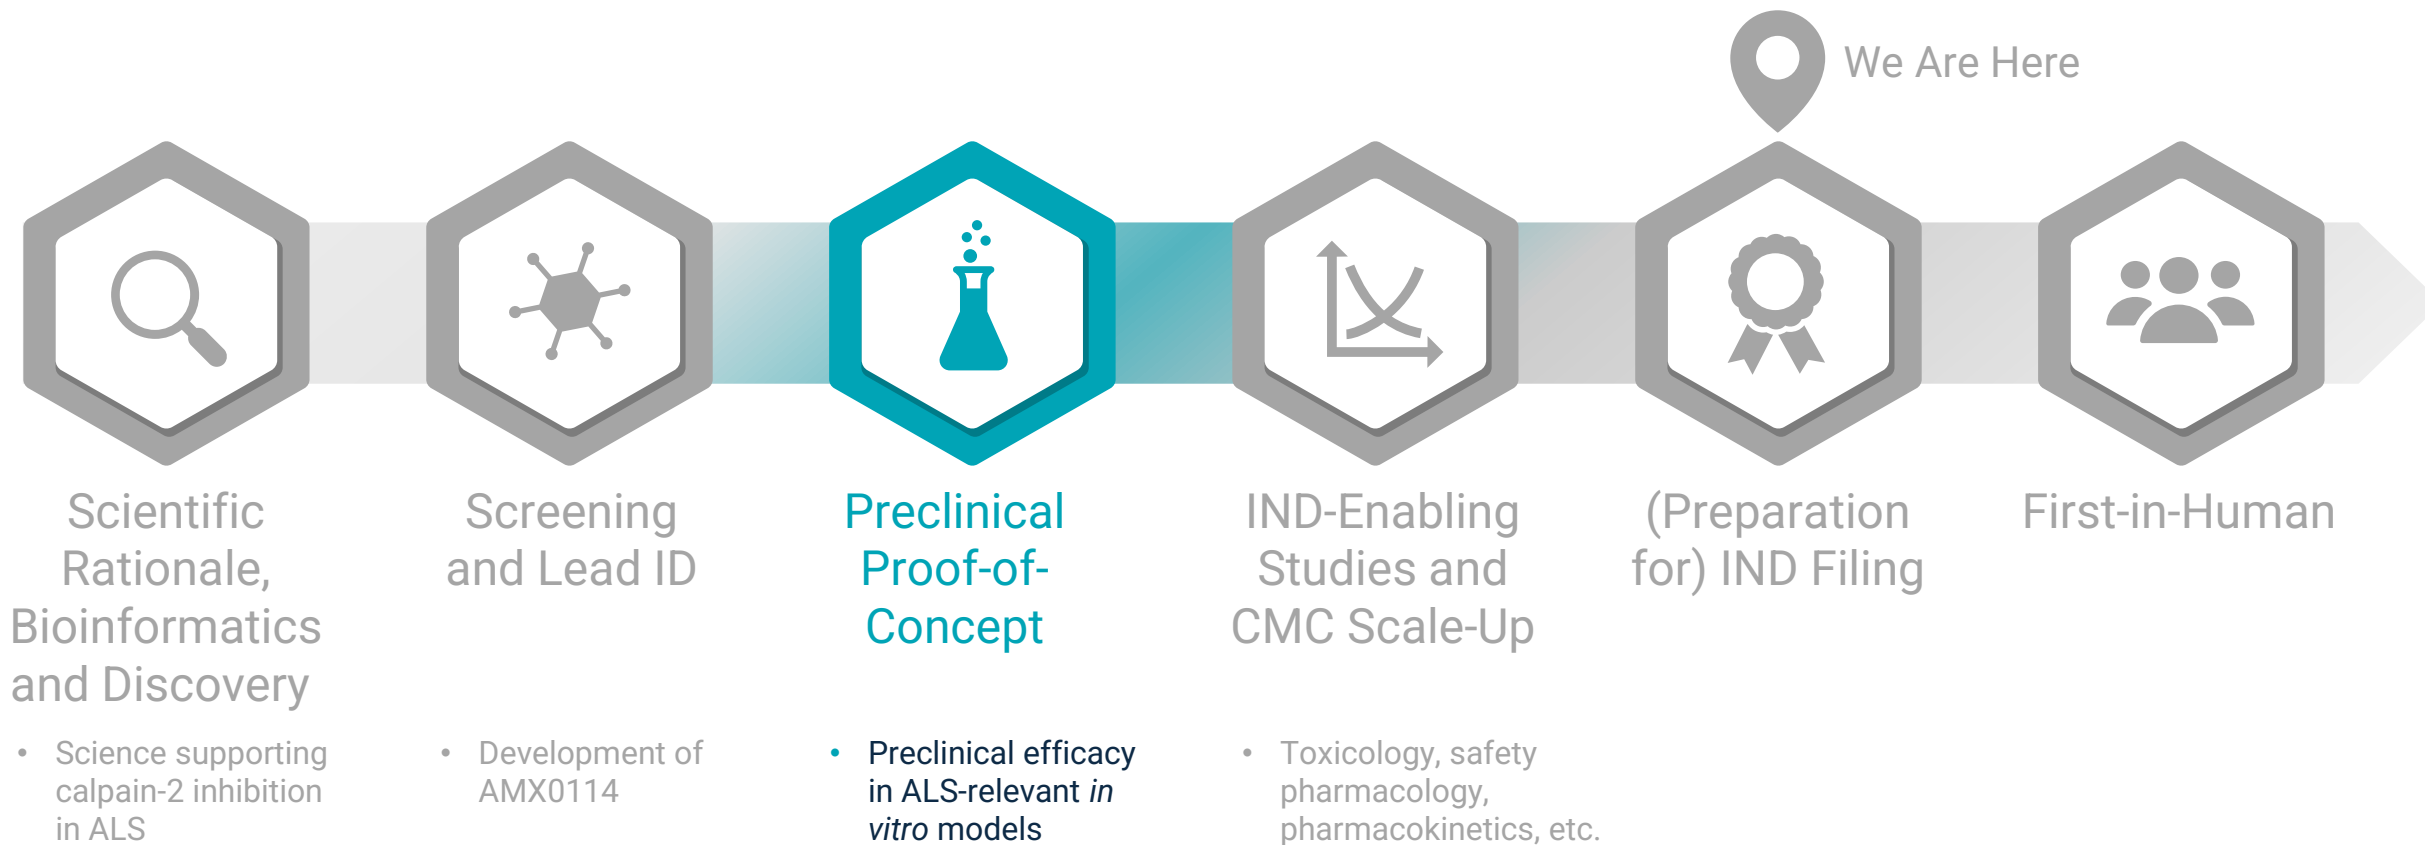 We Are Here
Scientific
Rationale,
Bioinformatics
and Discovery
• Science supporting
calpain-2 inhibition
in ALS
Screening
and Lead ID
• Development of
AMX0114
Preclinical
Proof-of-
Concept
• Preclinical efficacy
in ALS-relevant in
vitro models
IND-Enabling
Studies and
CMC Scale-Up
• Toxicology, safety
pharmacology,
pharmacokinetics, etc.
(Preparation
for) IND Filing
First-in-Human